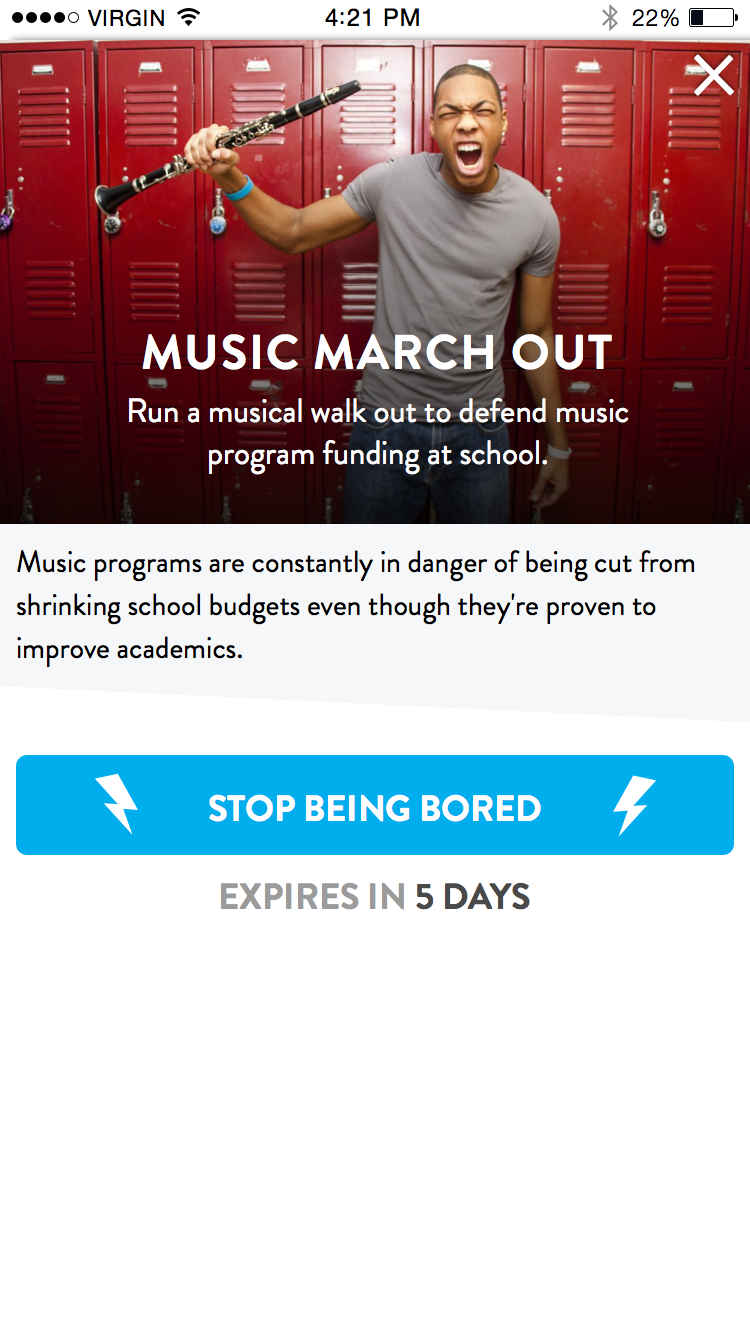 VIRGIN 4:21 PM 22%
MUSIC MARCH OUT
Run a musical walk out to defend music
program funding at school.
Music programs are constantly in danger of being cut from
shrinking school budgets even though they're proven to
improve academics.
STOP BEING BORED
EXPIRES IN 5 DAYS